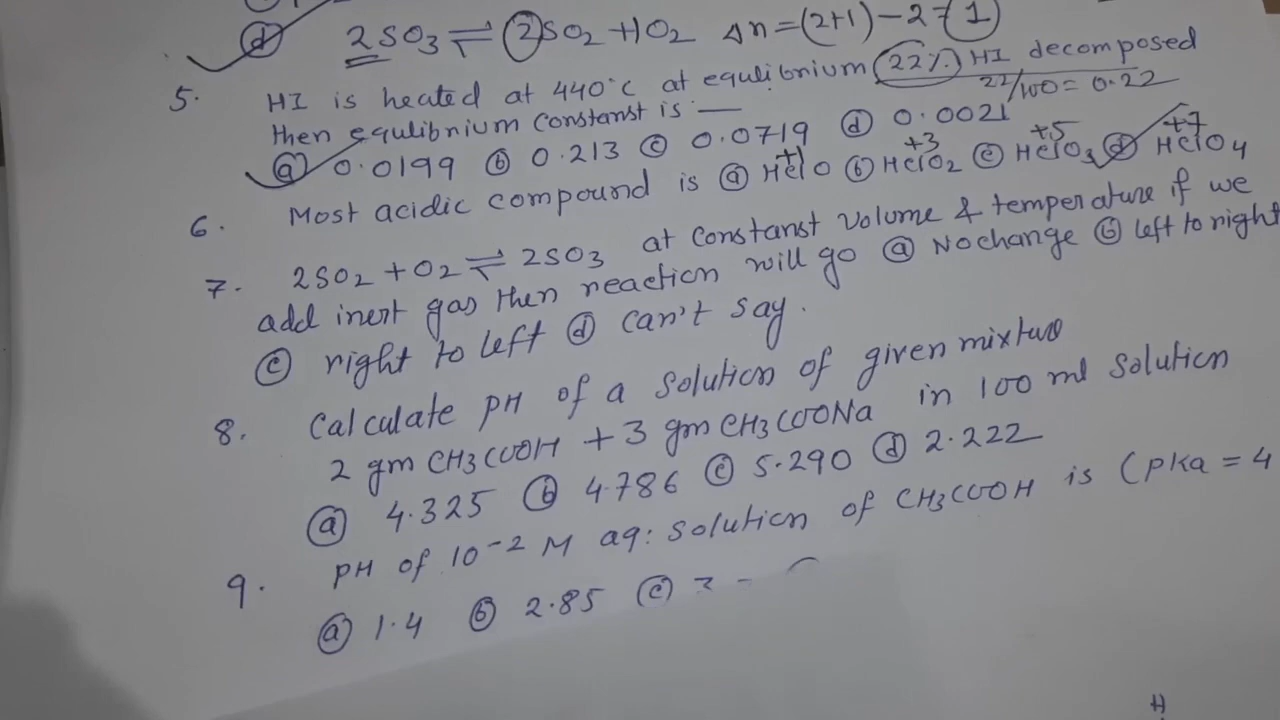 (d) 2SO3 ⇌ 2SO2 + O2 Δn = (2+1) - 2 = 1
5. HI is heated at 440°C at equlibrium 22% HI decomposed
22/100 = 0.22
then equlibrium constanst is —
(a) 0.0199 (b) 0.213 (c) 0.0719 (d) 0.0021
+1 +3 +5 +7
6. Most acidic compound is (a) HClO (b) HClO2 (c) HClO3 (d) HClO4
7. 2SO2 + O2 ⇌ 2SO3 at constanst volume & temperature if we
add inert gas then reaction will go (a) No change (b) left to right
(c) right to left (d) can't say.
8. Calculate pH of a solution of given mixture
2 gm CH3COOH + 3 gm CH3COONa in 100 ml solution
(a) 4.325 (b) 4.786 (c) 5.290 (d) 2.222
9. PH of 10-2 M aq: solution of CH3COOH is (pKa = 4
(a) 1.4 (b) 2.85 (c)